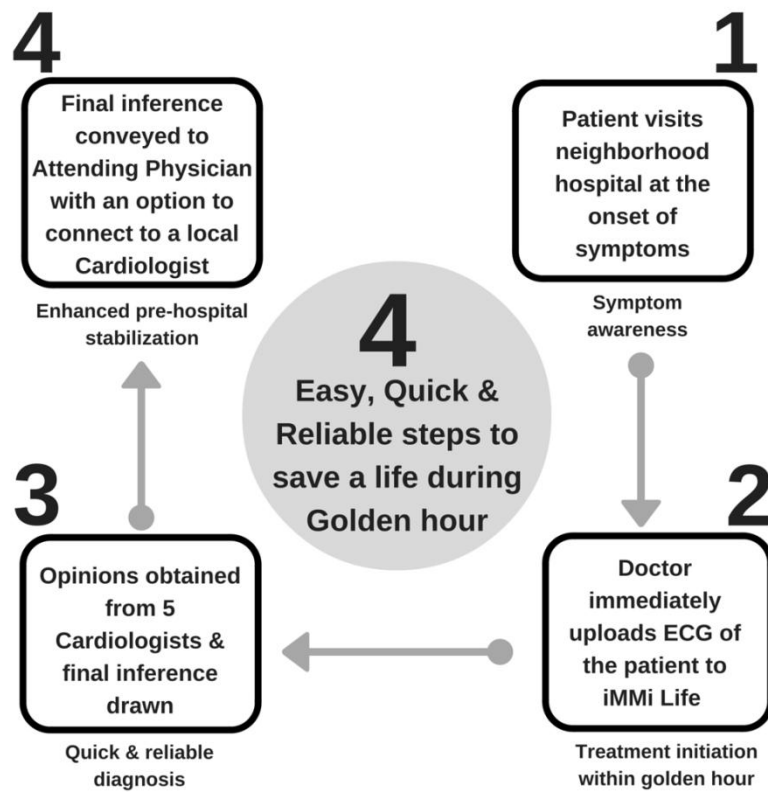 1
Patient visits
neighborhood
hospital at the
onset of
symptoms
Symptom
awareness
2
Doctor
immediately
uploads ECG of
the patient to
iMMi Life
Treatment initiation
within golden hour
3
Opinions obtained
from 5
Cardiologists &
final inference
drawn
Quick & reliable
diagnosis
4
Final inference
conveyed to
Attending Physician
with an option to
connect to a local
Cardiologist
Enhanced pre-hospital
stabilization
4
Easy, Quick &
Reliable steps to
save a life during
Golden hour